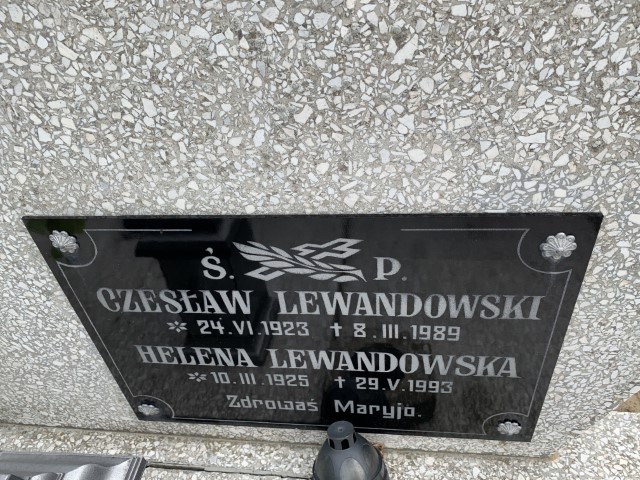 Ś. P.
CZESŁAW LEWANDOWSKI
* 24.VI.1923 ✝ 8.III.1989
HELENA LEWANDOWSKA
* 10.III.1925 ✝ 29.V.1993
Zdrowaś Maryjo.